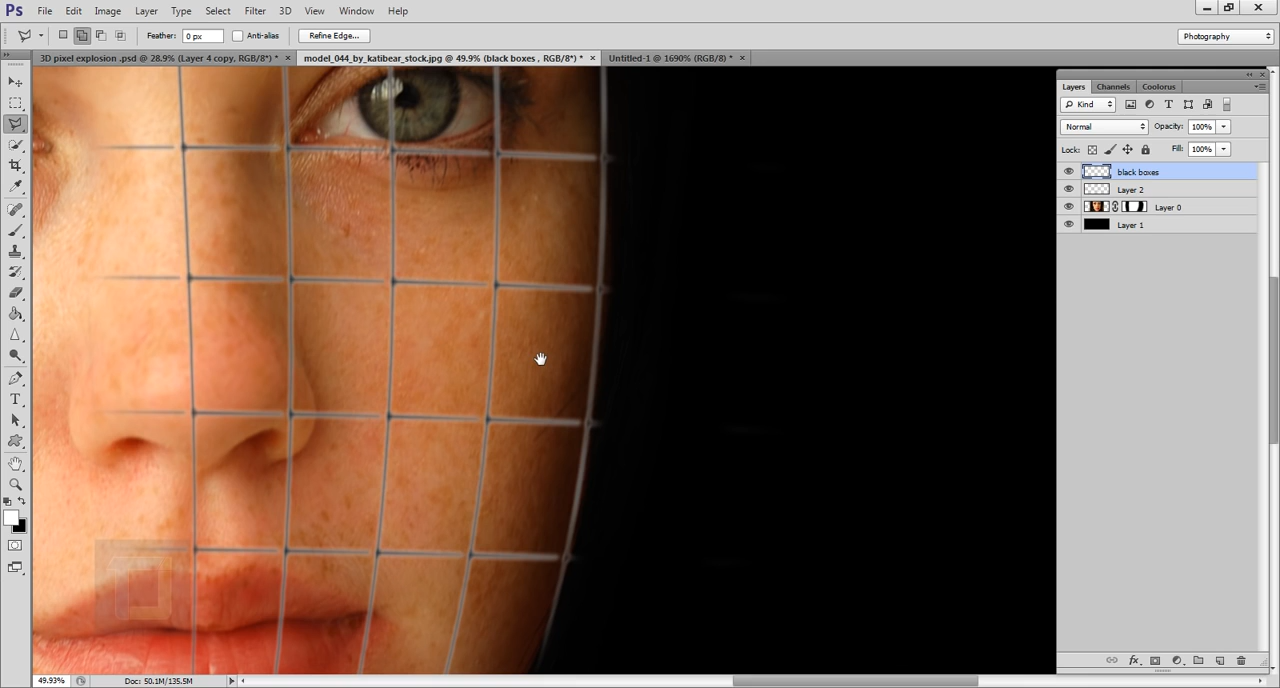 Ps File Edit Image Layer Type Select Filter 3D View Window Help
Feather: 0 px Anti-alias Refine Edge... Photography
3D pixel explosion .psd @ 28.9% (Layer 4 copy, RGB/8*) * × model_044_by_katibear_stock.jpg @ 49.9% (black boxes , RGB/8*) * × Untitled-1 @ 1690% (RGB/8) * ×
Layers Channels Coolorus
Kind
Normal Opacity: 100%
Lock: Fill: 100%
black boxes
Layer 2
Layer 0
Layer 1
49.93% Doc: 50.1M/135.5M